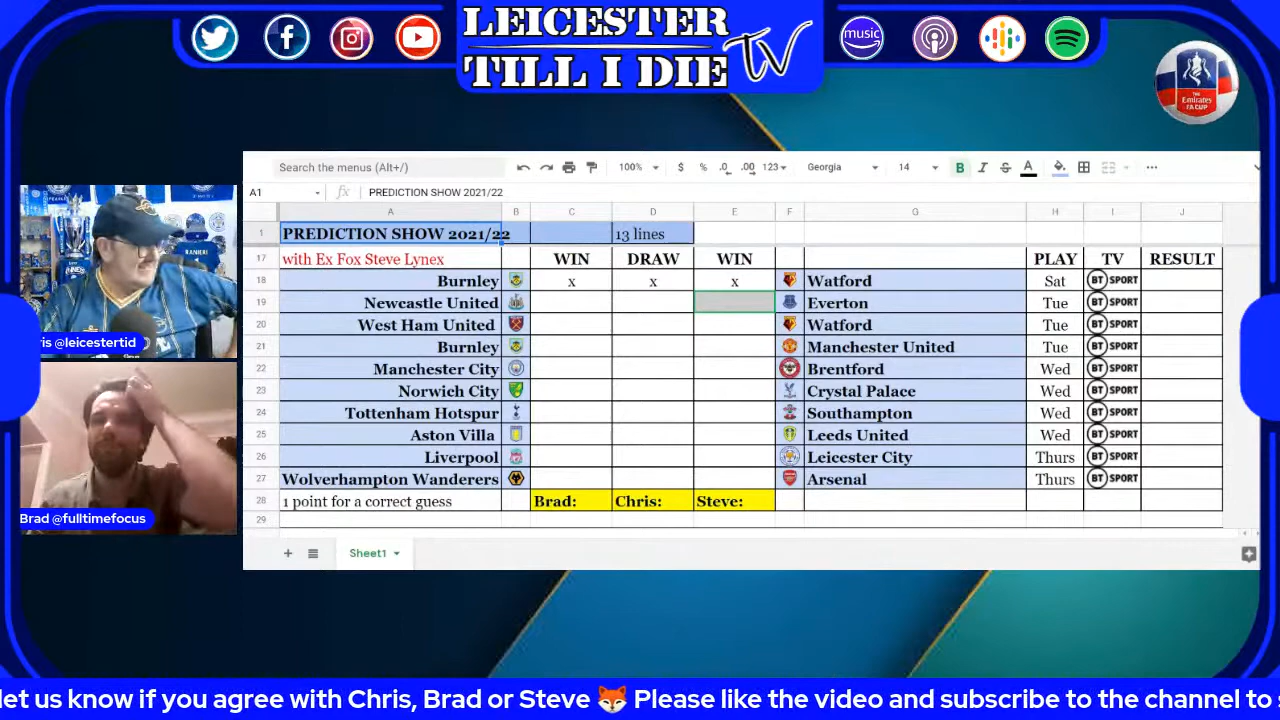 LEICESTER
TILL I DIE TV
music
THE
Emirates
FA CUP
Search the menus (Alt+/)
100%
$ % .0 .00 123
Georgia
14
B I S A
A1
fx PREDICTION SHOW 2021/22
A B C D E F G H I J
1 PREDICTION SHOW 2021/22 13 lines
17 with Ex Fox Steve Lynex WIN DRAW WIN PLAY TV RESULT
18 Burnley x x x Watford Sat BT SPORT
19 Newcastle United Everton Tue BT SPORT
20 West Ham United Watford Tue BT SPORT
21 Burnley Manchester United Tue BT SPORT
22 Manchester City Brentford Wed BT SPORT
23 Norwich City Crystal Palace Wed BT SPORT
24 Tottenham Hotspur Southampton Wed BT SPORT
25 Aston Villa Leeds United Wed BT SPORT
26 Liverpool Leicester City Thurs BT SPORT
27 Wolverhampton Wanderers Arsenal Thurs BT SPORT
28 1 point for a correct guess Brad: Chris: Steve:
29
Sheet1
RANIERI
ris @leicestertid
Brad @fulltimefocus
let us know if you agree with Chris, Brad or Steve 🦊 Please like the video and subscribe to the channel to